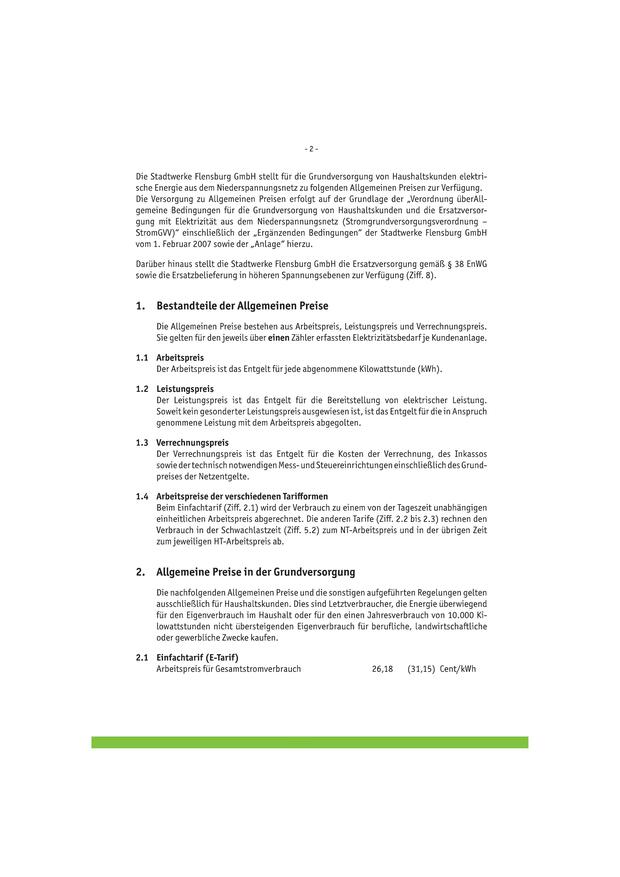 - 2 -
Die Stadtwerke Flensburg GmbH stellt für die Grundversorgung von Haushaltskunden elektri-
sche Energie aus dem Niederspannungsnetz zu folgenden Allgemeinen Preisen zur Verfügung.
Die Versorgung zu Allgemeinen Preisen erfolgt auf der Grundlage der „Verordnung überAll-
gemeine Bedingungen für die Grundversorgung von Haushaltskunden und die Ersatzversor-
gung mit Elektrizität aus dem Niederspannungsnetz (Stromgrundversorgungsverordnung –
StromGVV)“ einschließlich der „Ergänzenden Bedingungen“ der Stadtwerke Flensburg GmbH
vom 1. Februar 2007 sowie der „Anlage“ hierzu.
Darüber hinaus stellt die Stadtwerke Flensburg GmbH die Ersatzversorgung gemäß § 38 EnWG
sowie die Ersatzbelieferung in höheren Spannungsebenen zur Verfügung (Ziff. 8).
1. Bestandteile der Allgemeinen Preise
Die Allgemeinen Preise bestehen aus Arbeitspreis, Leistungspreis und Verrechnungspreis.
Sie gelten für den jeweils über einen Zähler erfassten Elektrizitätsbedarf je Kundenanlage.
1.1 Arbeitspreis
Der Arbeitspreis ist das Entgelt für jede abgenommene Kilowattstunde (kWh).
1.2 Leistungspreis
Der Leistungspreis ist das Entgelt für die Bereitstellung von elektrischer Leistung.
Soweit kein gesonderter Leistungspreis ausgewiesen ist, ist das Entgelt für die in Anspruch
genommene Leistung mit dem Arbeitspreis abgegolten.
1.3 Verrechnungspreis
Der Verrechnungspreis ist das Entgelt für die Kosten der Verrechnung, des Inkassos
sowie der technisch notwendigen Mess- und Steuereinrichtungen einschließlich des Grund-
preises der Netzentgelte.
1.4 Arbeitspreise der verschiedenen Tarifformen
Beim Einfachtarif (Ziff. 2.1) wird der Verbrauch zu einem von der Tageszeit unabhängigen
einheitlichen Arbeitspreis abgerechnet. Die anderen Tarife (Ziff. 2.2 bis 2.3) rechnen den
Verbrauch in der Schwachlastzeit (Ziff. 5.2) zum NT-Arbeitspreis und in der übrigen Zeit
zum jeweiligen HT-Arbeitspreis ab.
2. Allgemeine Preise in der Grundversorgung
Die nachfolgenden Allgemeinen Preise und die sonstigen aufgeführten Regelungen gelten
ausschließlich für Haushaltskunden. Dies sind Letztverbraucher, die Energie überwiegend
für den Eigenverbrauch im Haushalt oder für den einen Jahresverbrauch von 10.000 Ki-
lowattstunden nicht übersteigenden Eigenverbrauch für berufliche, landwirtschaftliche
oder gewerbliche Zwecke kaufen.
2.1 Einfachtarif (E-Tarif)
Arbeitspreis für Gesamtstromverbrauch 26,18 (31,15) Cent/kWh